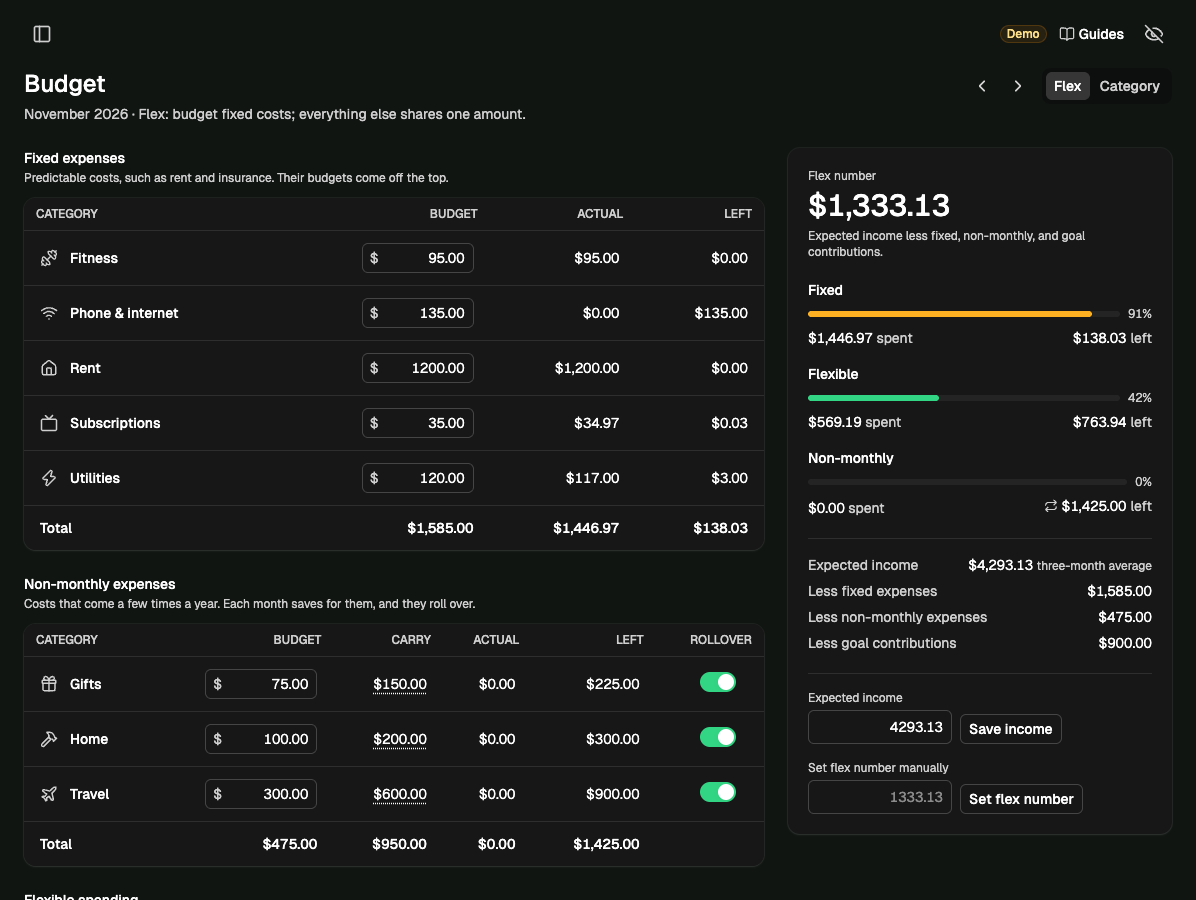 Demo Guides
Budget
Flex Category
November 2026 · Flex: budget fixed costs; everything else shares one amount.
Fixed expenses
Predictable costs, such as rent and insurance. Their budgets come off the top.
CATEGORY BUDGET ACTUAL LEFT
Fitness $ 95.00 $95.00 $0.00
Phone & internet $ 135.00 $0.00 $135.00
Rent $ 1200.00 $1,200.00 $0.00
Subscriptions $ 35.00 $34.97 $0.03
Utilities $ 120.00 $117.00 $3.00
Total $1,585.00 $1,446.97 $138.03
Non-monthly expenses
Costs that come a few times a year. Each month saves for them, and they roll over.
CATEGORY BUDGET CARRY ACTUAL LEFT ROLLOVER
Gifts $ 75.00 $150.00 $0.00 $225.00
Home $ 100.00 $200.00 $0.00 $300.00
Travel $ 300.00 $600.00 $0.00 $900.00
Total $475.00 $950.00 $0.00 $1,425.00
Flexible spending
Flex number
$1,333.13
Expected income less fixed, non-monthly, and goal
contributions.
Fixed
91%
$1,446.97 spent $138.03 left
Flexible
42%
$569.19 spent $763.94 left
Non-monthly
0%
$0.00 spent $1,425.00 left
Expected income $4,293.13 three-month average
Less fixed expenses $1,585.00
Less non-monthly expenses $475.00
Less goal contributions $900.00
Expected income
4293.13 Save income
Set flex number manually
1333.13 Set flex number